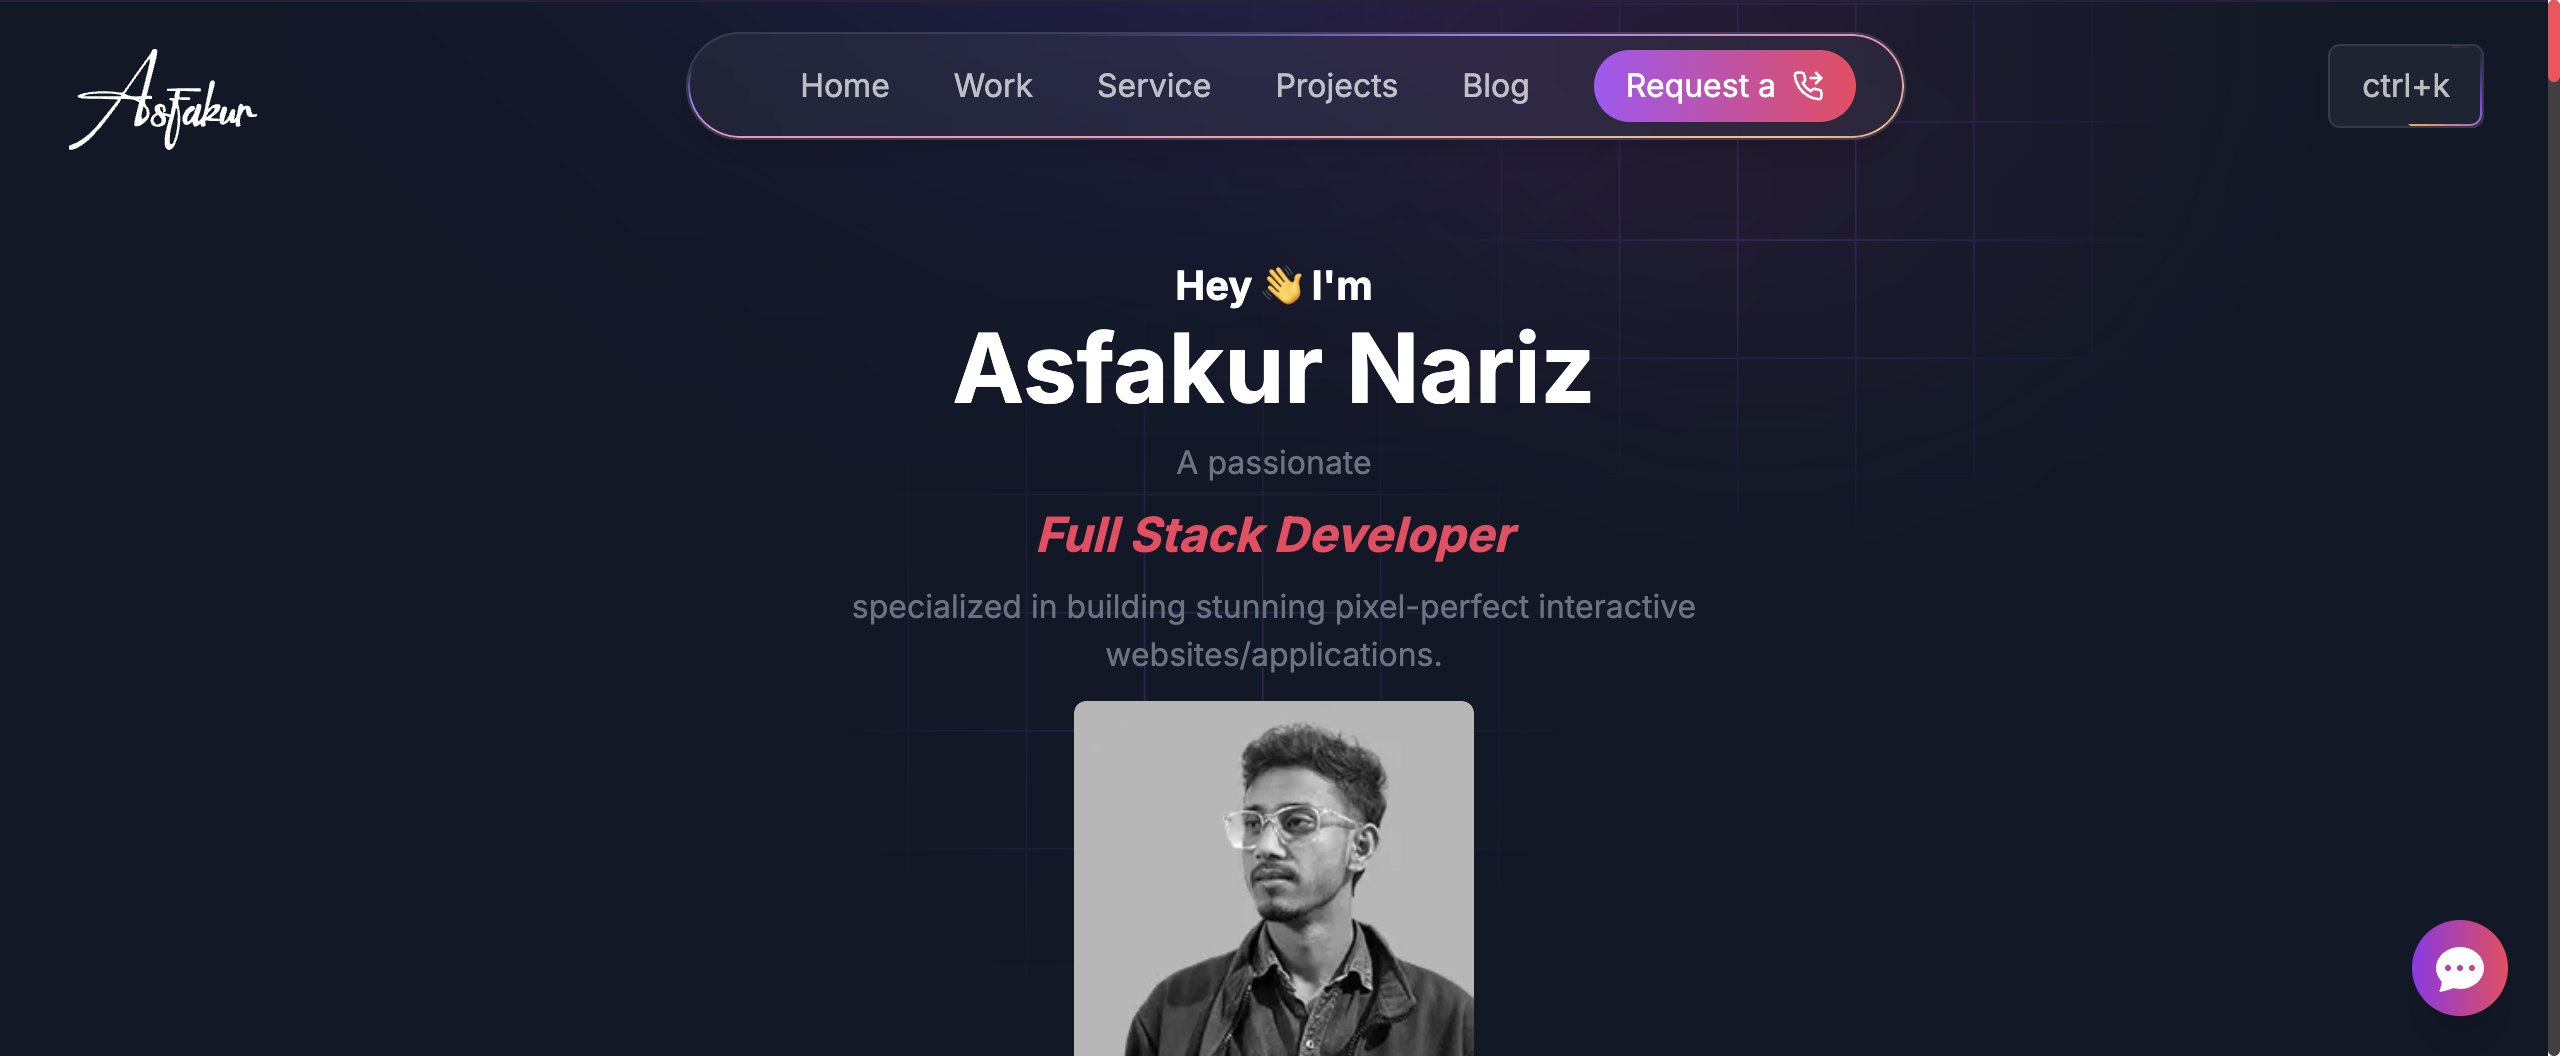 Asfakur
Home Work Service Projects Blog Request a
ctrl+k
Hey 👋 I'm
Asfakur Nariz
A passionate
Full Stack Developer
specialized in building stunning pixel-perfect interactive
websites/applications.